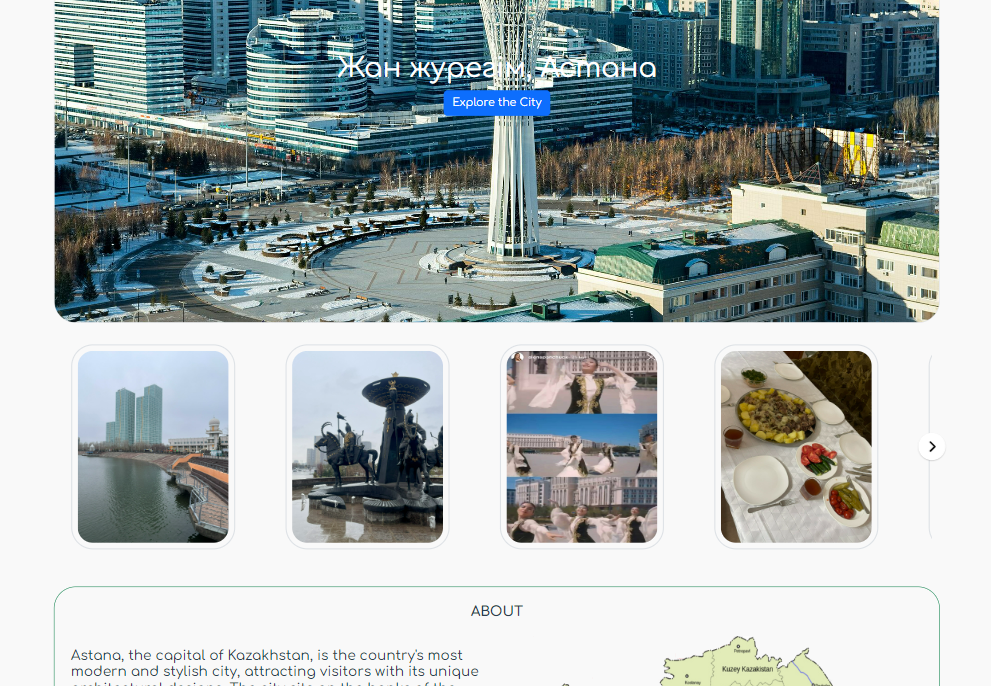 Жан жүрегім, Астана
Explore the City
ABOUT
Astana, the capital of Kazakhstan, is the country's most
modern and stylish city, attracting visitors with its unique
Kuzey Kazakistan